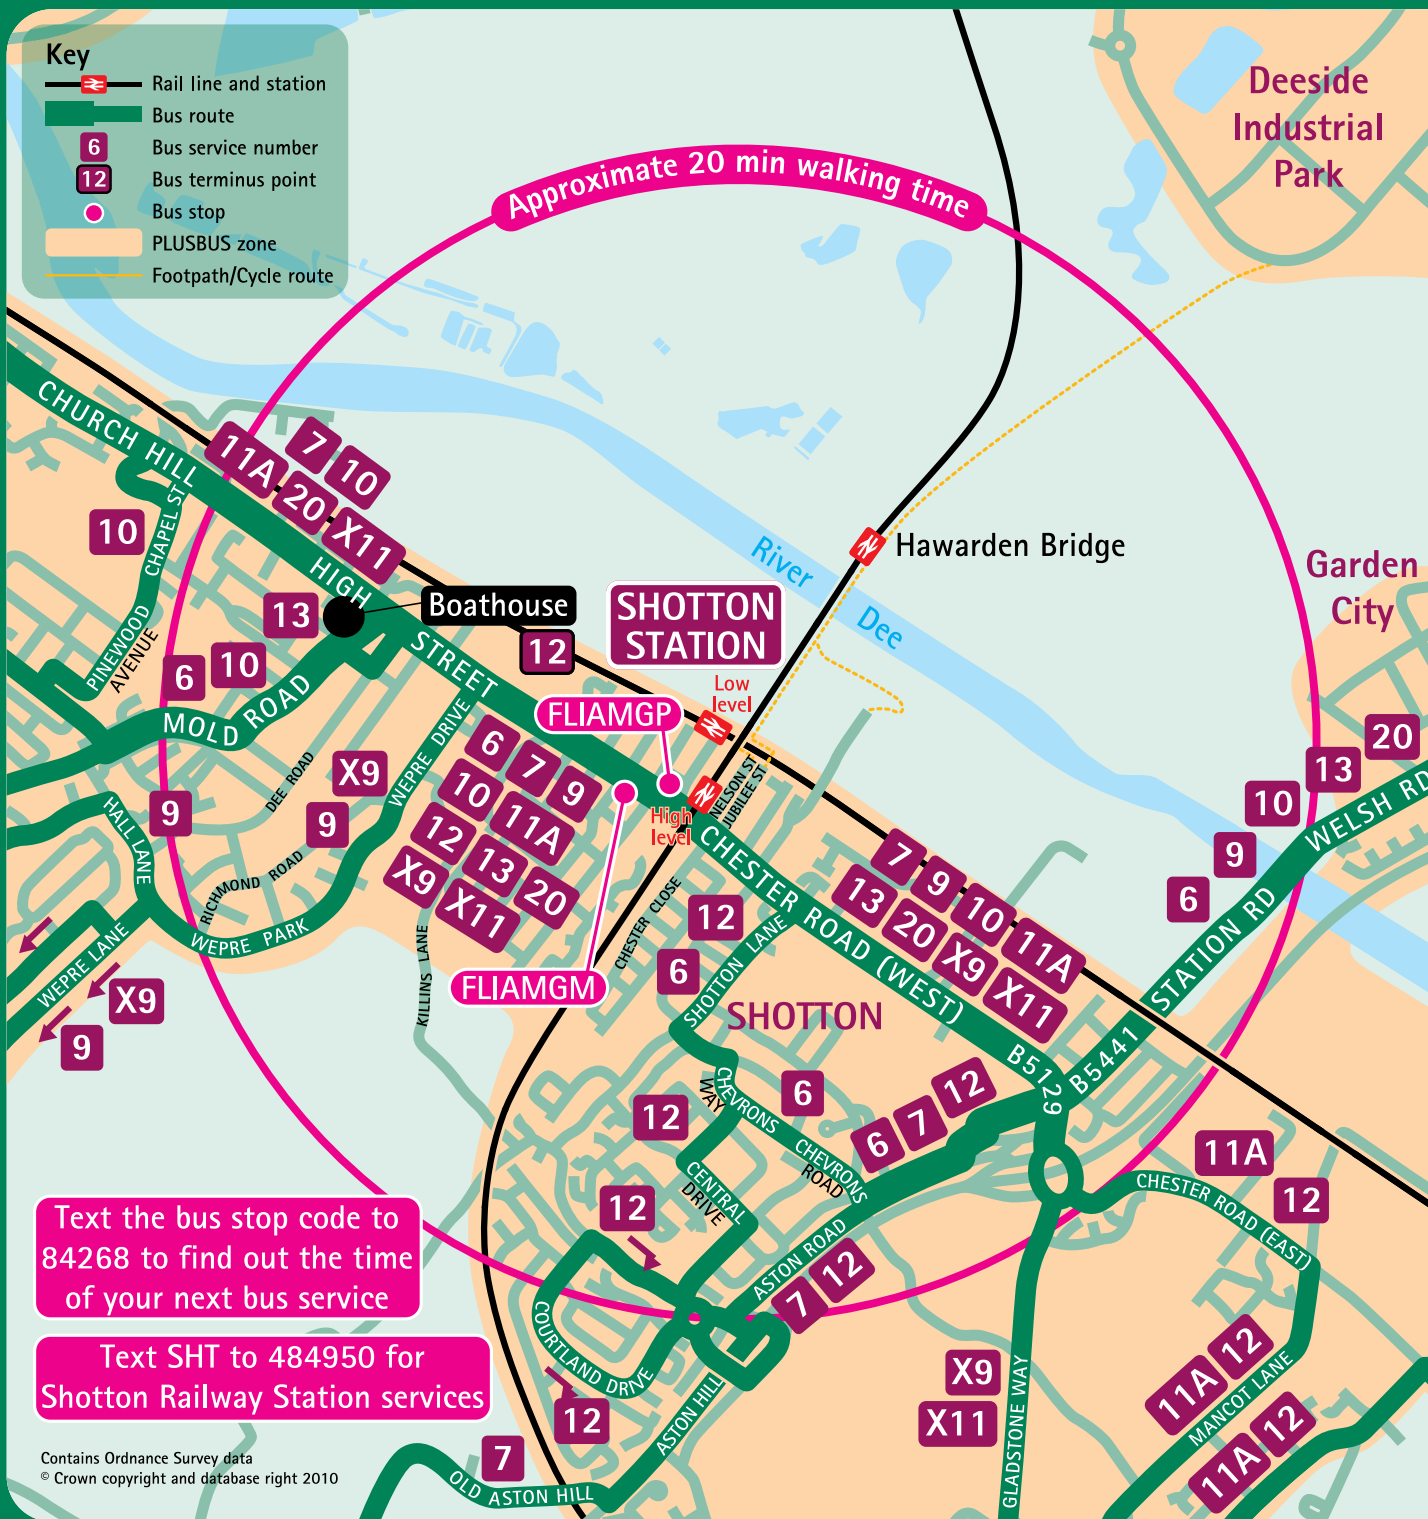 Key
Rail line and station
Bus route
6
Bus service number
12
Bus terminus point
Bus stop
PLUSBUS zone
Footpath/Cycle route
Approximate 20 min walking time
Deeside
Industrial
Park
CHURCH HILL
7
10
11A
20
X11
10
CHAPEL ST
PINEWOOD
AVENUE
HIGH
STREET
13
Boathouse
12
SHOTTON
STATION
Low
level
River
Dee
Hawarden Bridge
Garden
City
6
10
MOLD ROAD
FLIAMGP
High
level
NELSON ST
JUBILEE ST
X9
DEE ROAD
WEPRE DRIVE
9
9
HALL LANE
RICHMOND ROAD
WEPRE PARK
WEPRE LANE
X9
9
6
7
9
10
11A
12
13
20
X9
X11
KILLINS LANE
FLIAMGM
CHESTER CLOSE
12
6
SHOTTON LANE
SHOTTON
CHESTER ROAD (WEST)
7
9
10
11A
13
20
X9
X11
B5129
B5441
STATION RD
WELSH RD
20
13
10
9
6
CHEVRONS
WAY
6
CHEVRONS
ROAD
6
7
12
12
CENTRAL
DRIVE
12
ASTON ROAD
7
12
COURTLAND DRIVE
12
ASTON HILL
7
OLD ASTON HILL
11A
12
CHESTER ROAD (EAST)
X9
X11
GLADSTONE WAY
11A
12
MANCOT LANE
11A
12
Text the bus stop code to
84268 to find out the time
of your next bus service
Text SHT to 484950 for
Shotton Railway Station services
Contains Ordnance Survey data
© Crown copyright and database right 2010